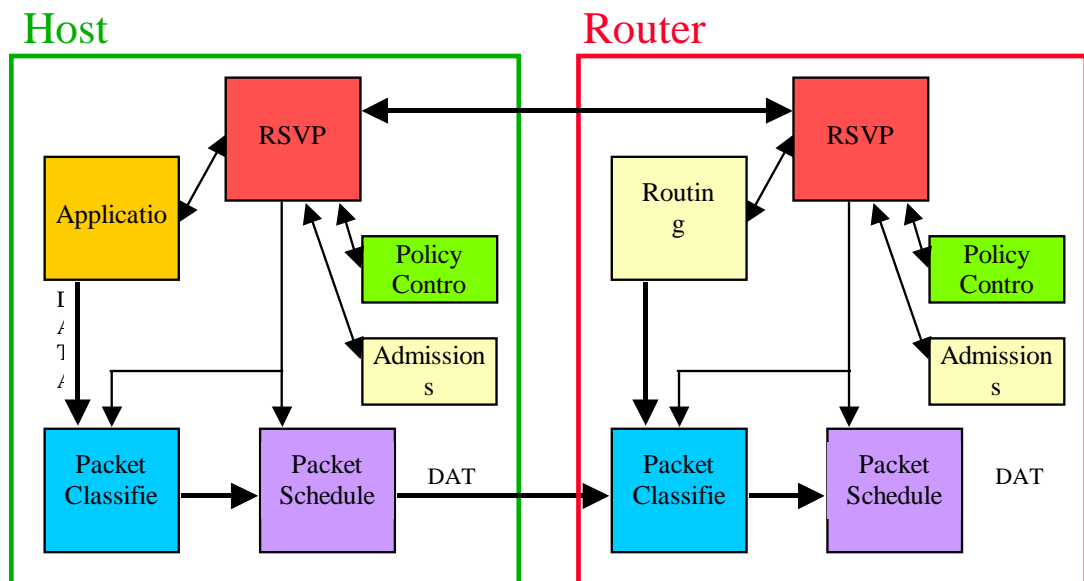 Host
Router
RSVP
RSVP
Applicatio
Routin
g
Policy
Contro
Policy
Contro
D
A
T
A
Admission
s
Admission
s
Packet
Classifie
Packet
Schedule
DAT
Packet
Classifie
Packet
Schedule
DAT